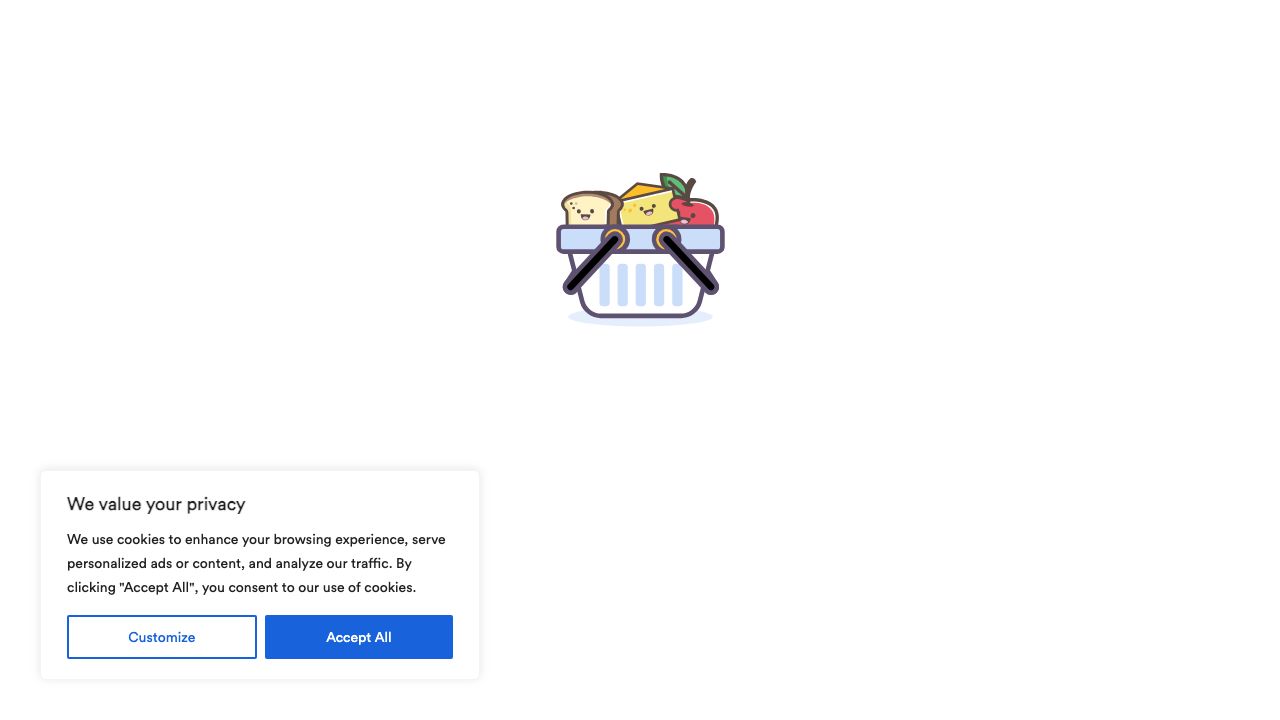 We value your privacy
We use cookies to enhance your browsing experience, serve
personalized ads or content, and analyze our traffic. By
clicking "Accept All", you consent to our use of cookies.
Customize
Accept All